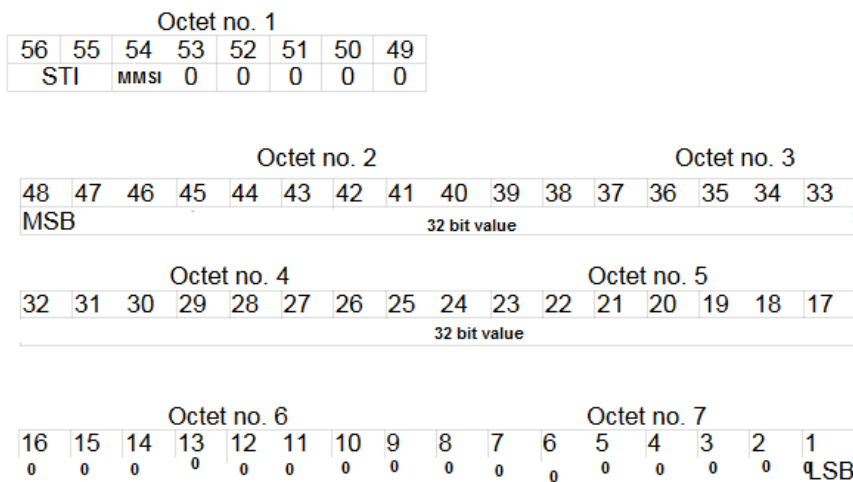 Octet no. 1
56 55 54 53 52 51 50 49
STI MMSI 0 0 0 0 0
Octet no. 2 Octet no. 3
48 47 46 45 44 43 42 41 40 39 38 37 36 35 34 33
MSB 32 bit value
Octet no. 4 Octet no. 5
32 31 30 29 28 27 26 25 24 23 22 21 20 19 18 17
32 bit value
Octet no. 6 Octet no. 7
16 15 14 13 12 11 10 9 8 7 6 5 4 3 2 1
0 0 0 0 0 0 0 0 0 0 0 0 0 0 0 0LSB